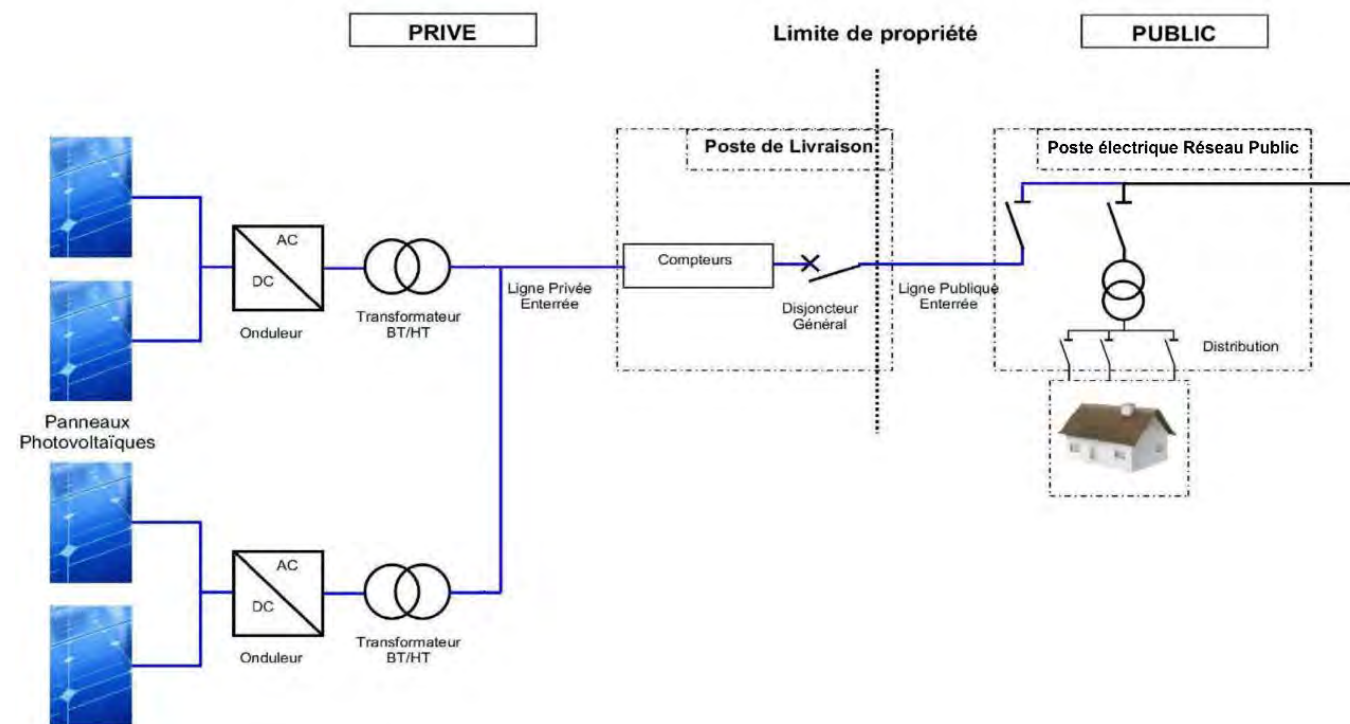 PRIVE
Limite de propriété
PUBLIC
Poste de Livraison
Poste électrique Réseau Public
AC
DC
Onduleur
Transformateur
BT/HT
Ligne Privée
Enterrée
Compteurs
Disjoncteur
Général
Ligne Publique
Enterrée
Distribution
Panneaux
Photovoltaïques
AC
DC
Onduleur
Transformateur
BT/HT